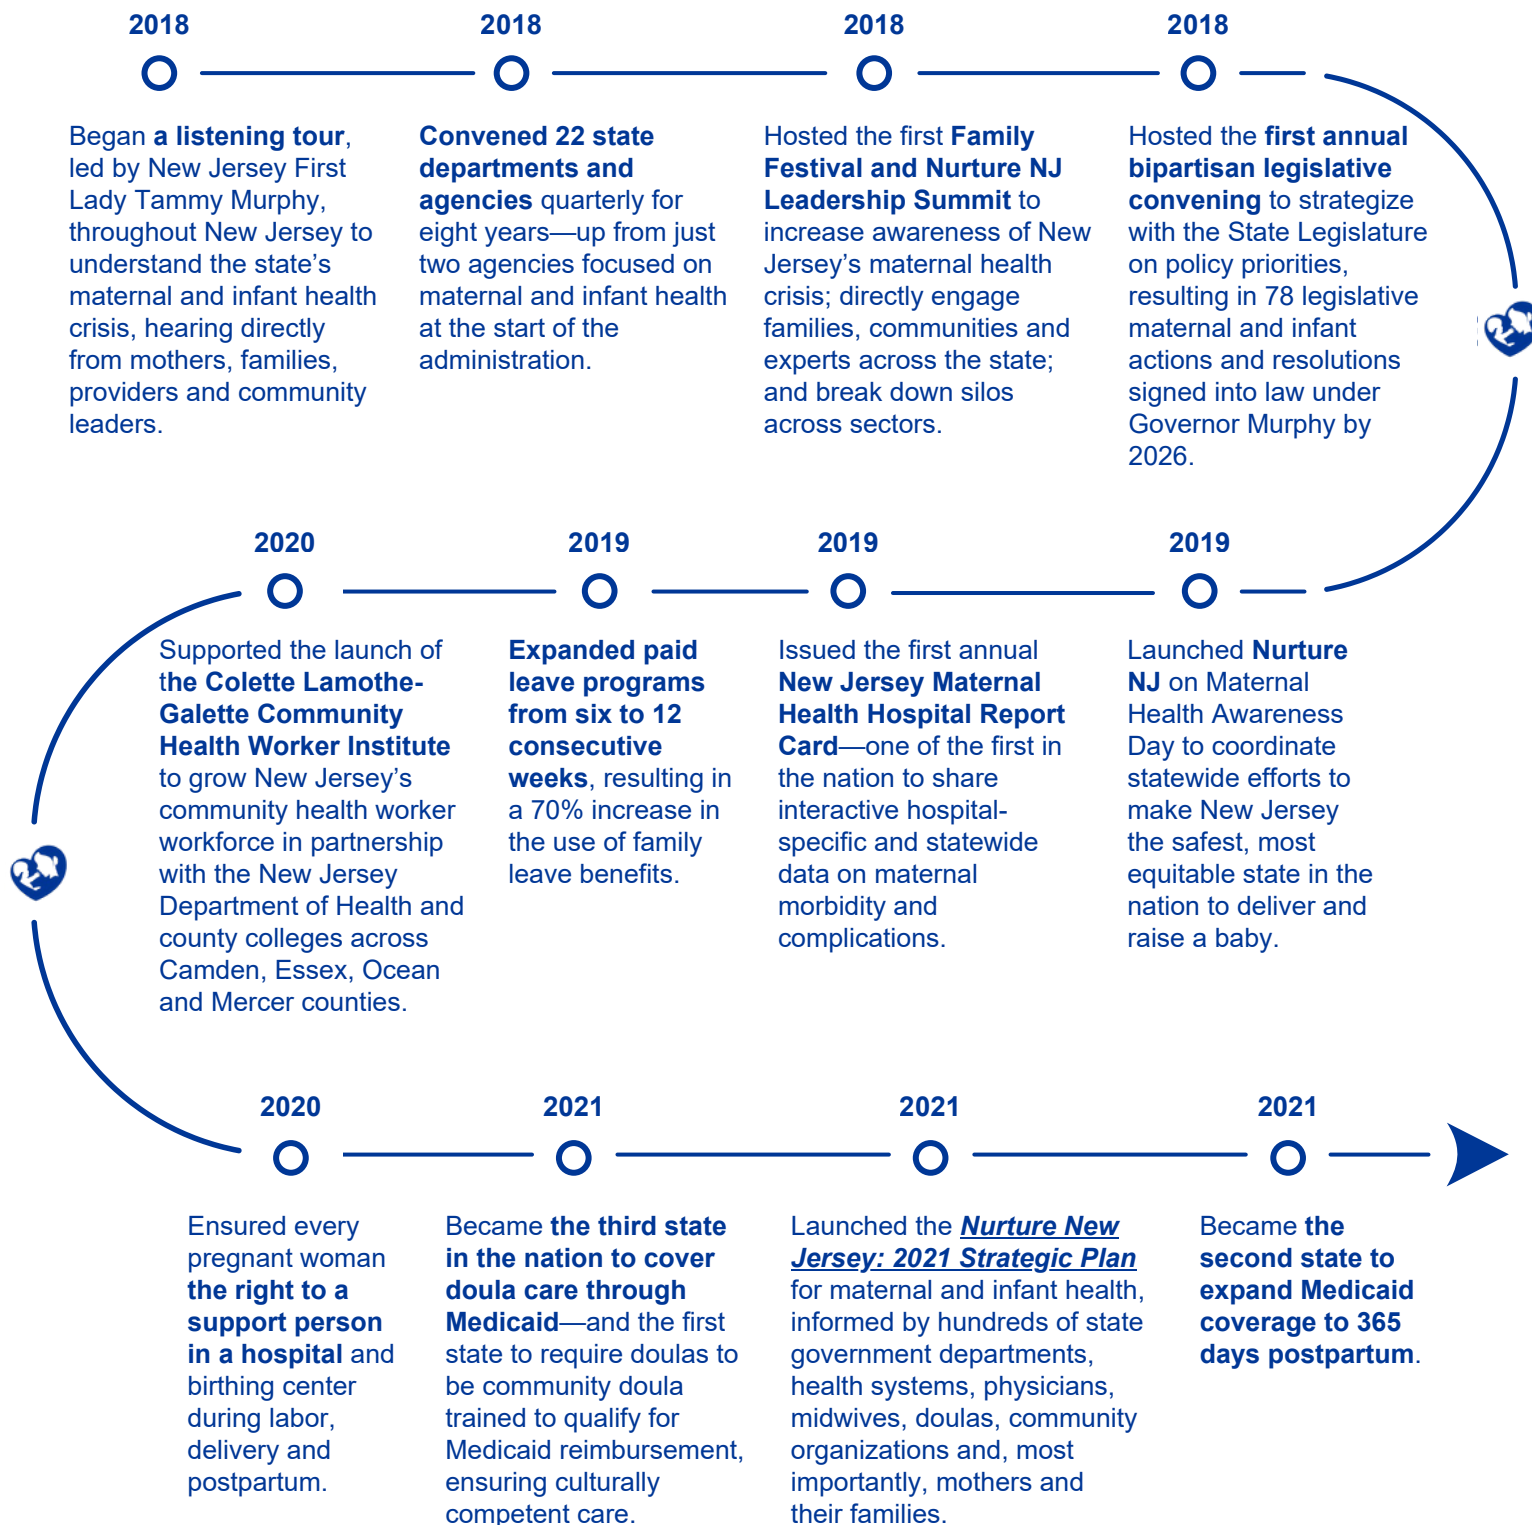 2018
Began a listening tour,
led by New Jersey First
Lady Tammy Murphy,
throughout New Jersey to
understand the state’s
maternal and infant health
crisis, hearing directly
from mothers, families,
providers and community
leaders.
2018
Convened 22 state
departments and
agencies quarterly for
eight years—up from just
two agencies focused on
maternal and infant health
at the start of the
administration.
2018
Hosted the first Family
Festival and Nurture NJ
Leadership Summit to
increase awareness of New
Jersey’s maternal health
crisis; directly engage
families, communities and
experts across the state;
and break down silos
across sectors.
2018
Hosted the first annual
bipartisan legislative
convening to strategize
with the State Legislature
on policy priorities,
resulting in 78 legislative
maternal and infant
actions and resolutions
signed into law under
Governor Murphy by
2026.
2019
Launched Nurture
NJ on Maternal
Health Awareness
Day to coordinate
statewide efforts to
make New Jersey
the safest, most
equitable state in the
nation to deliver and
raise a baby.
2019
Issued the first annual
New Jersey Maternal
Health Hospital Report
Card—one of the first in
the nation to share
interactive hospital-
specific and statewide
data on maternal
morbidity and
complications.
2019
Expanded paid
leave programs
from six to 12
consecutive
weeks, resulting in
a 70% increase in
the use of family
leave benefits.
2020
Supported the launch of
the Colette Lamothe-
Galette Community
Health Worker Institute
to grow New Jersey’s
community health worker
workforce in partnership
with the New Jersey
Department of Health and
county colleges across
Camden, Essex, Ocean
and Mercer counties.
2020
Ensured every
pregnant woman
the right to a
support person
in a hospital and
birthing center
during labor,
delivery and
postpartum.
2021
Became the third state
in the nation to cover
doula care through
Medicaid—and the first
state to require doulas to
be community doula
trained to qualify for
Medicaid reimbursement,
ensuring culturally
competent care.
2021
Launched the Nurture New
Jersey: 2021 Strategic Plan
for maternal and infant health,
informed by hundreds of state
government departments,
health systems, physicians,
midwives, doulas, community
organizations and, most
importantly, mothers and
their families.
2021
Became the
second state to
expand Medicaid
coverage to 365
days postpartum.